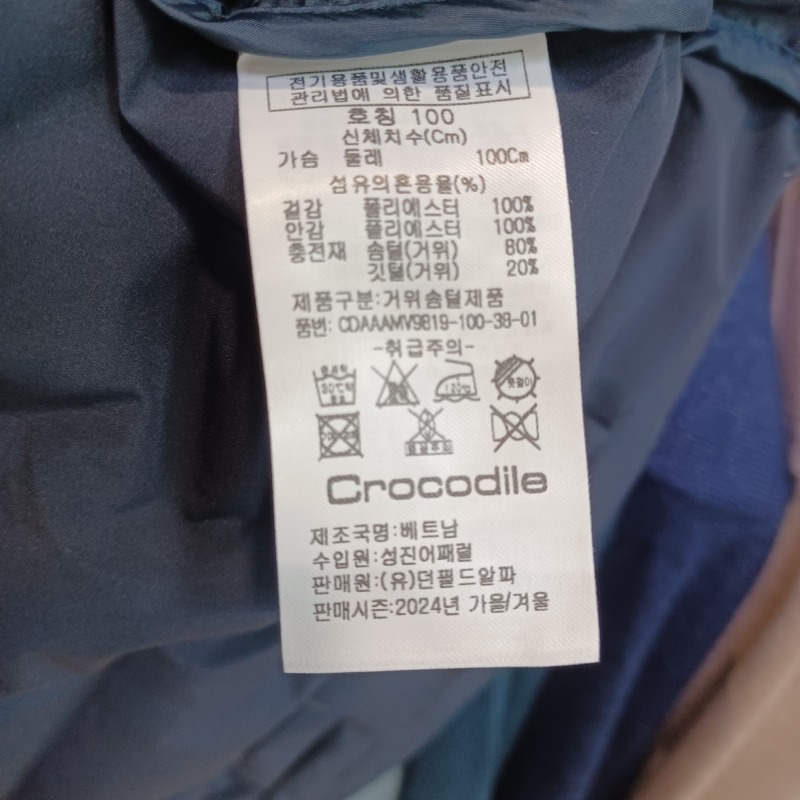 전기용품및생활용품안전
관리법에 의한 품질표시
호칭 100
신체치수(Cm)
가슴 둘레 100Cm
섬유의혼용율(%)
겉감 폴리에스터 100%
안감 폴리에스터 100%
충전재 솜털(거위) 80%
깃털(거위) 20%
제품구분:거위솜털제품
품번: CDAAAMV9819-100-38-01
-취급주의-
120℃
Crocodile
제조국명:베트남
수입원:성진어패럴
판매원:(유)던필드알파
판매시즌:2024년 가을/겨울